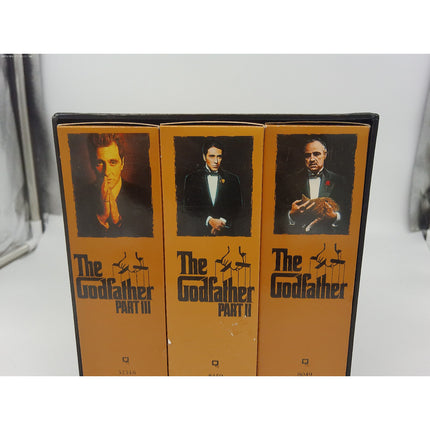 The
Godfather
PART III
The
Godfather
PART II
The
Godfather